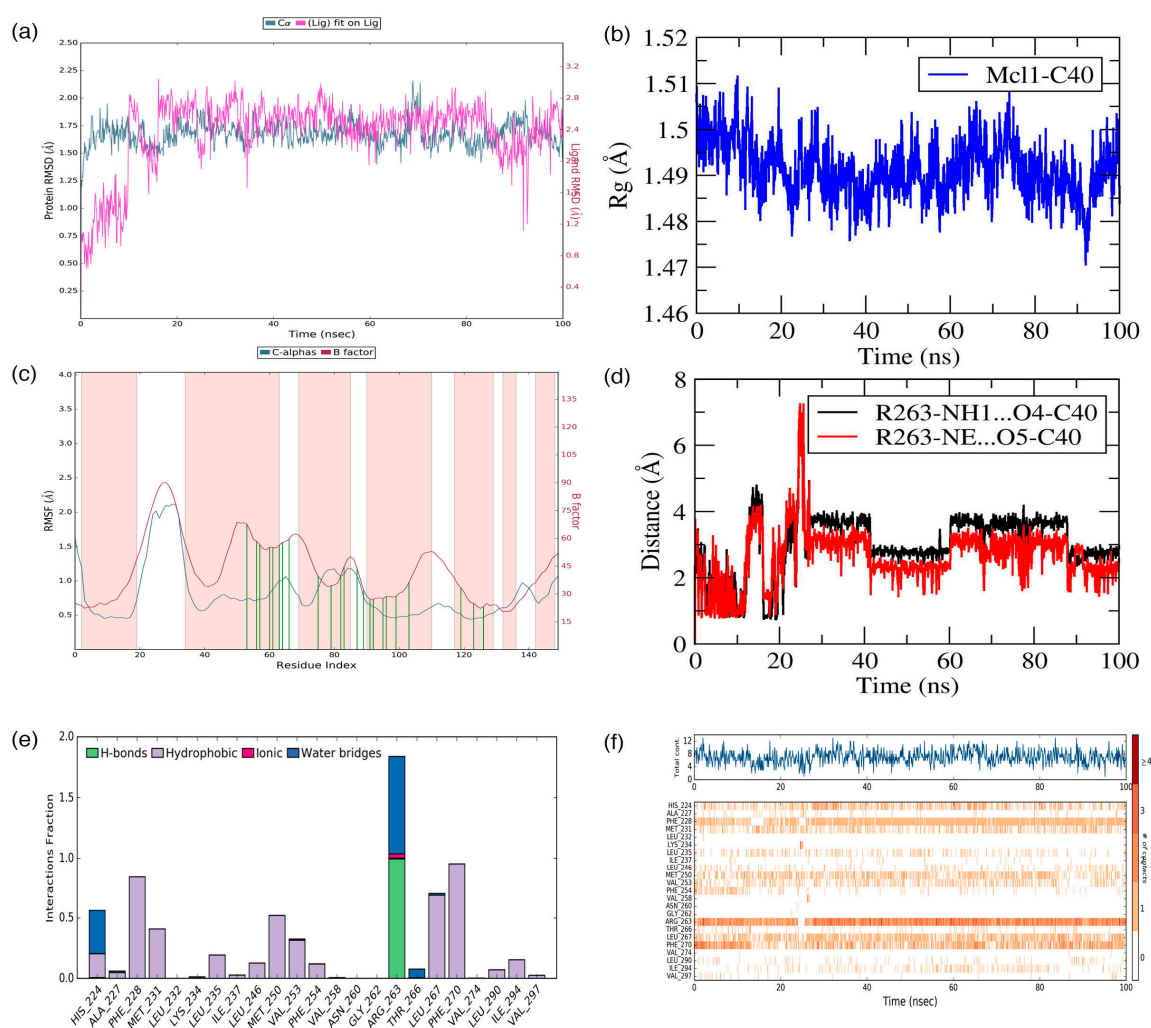 (a)
Cα (Lig) fit on Lig
Protein RMSD (Å)
2.50
2.25
2.00
1.75
1.50
1.25
1.00
0.75
0.50
0.25
3.2
2.8
2.4
2.0
1.6
1.2
0.8
0.4
Ligand RMSD (Å)
0 20 40 60 80 100
Time (nsec)
(b)
Mcl1-C40
Rg (Å)
1.52
1.51
1.5
1.49
1.48
1.47
1.46
0 20 40 60 80 100
Time (ns)
(c)
C-alphas B factor
RMSF (Å)
4.0
3.5
3.0
2.5
2.0
1.5
1.0
0.5
135
120
105
90
75
60
45
30
15
B factor
0 20 40 60 80 100 120 140
Residue Index
(d)
R263-NH1...O4-C40
R263-NE...O5-C40
Distance (Å)
8
6
4
2
0
0 20 40 60 80 100
Time (ns)
(e)
H-bonds Hydrophobic Ionic Water bridges
Interactions Fraction
2.0
1.5
1.0
0.5
0.0
HIS_224
ALA_227
PHE_228
MET_231
LEU_232
LYS_234
LEU_235
ILE_237
LEU_246
MET_250
VAL_253
PHE_254
VAL_258
ASN_260
GLY_262
ARG_263
THR_266
LEU_267
PHE_270
VAL_274
LEU_290
ILE_294
VAL_297
(f)
Total cont.
12
8
4
0
0 20 40 60 80 100
Time (nsec)
HIS_224
ALA_227
PHE_228
MET_231
LEU_232
LYS_234
LEU_235
ILE_237
LEU_246
MET_250
VAL_253
PHE_254
VAL_258
ASN_260
GLY_262
ARG_263
THR_266
LEU_267
PHE_270
VAL_274
LEU_290
ILE_294
VAL_297
0 20 40 60 80 100
Time (nsec)
≥4
3
1
0
# of contacts